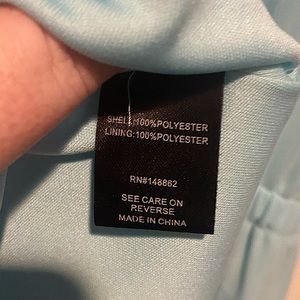 SHELL:100%POLYESTER
LINING:100%POLYESTER
RN#148862
SEE CARE ON
REVERSE
MADE IN CHINA